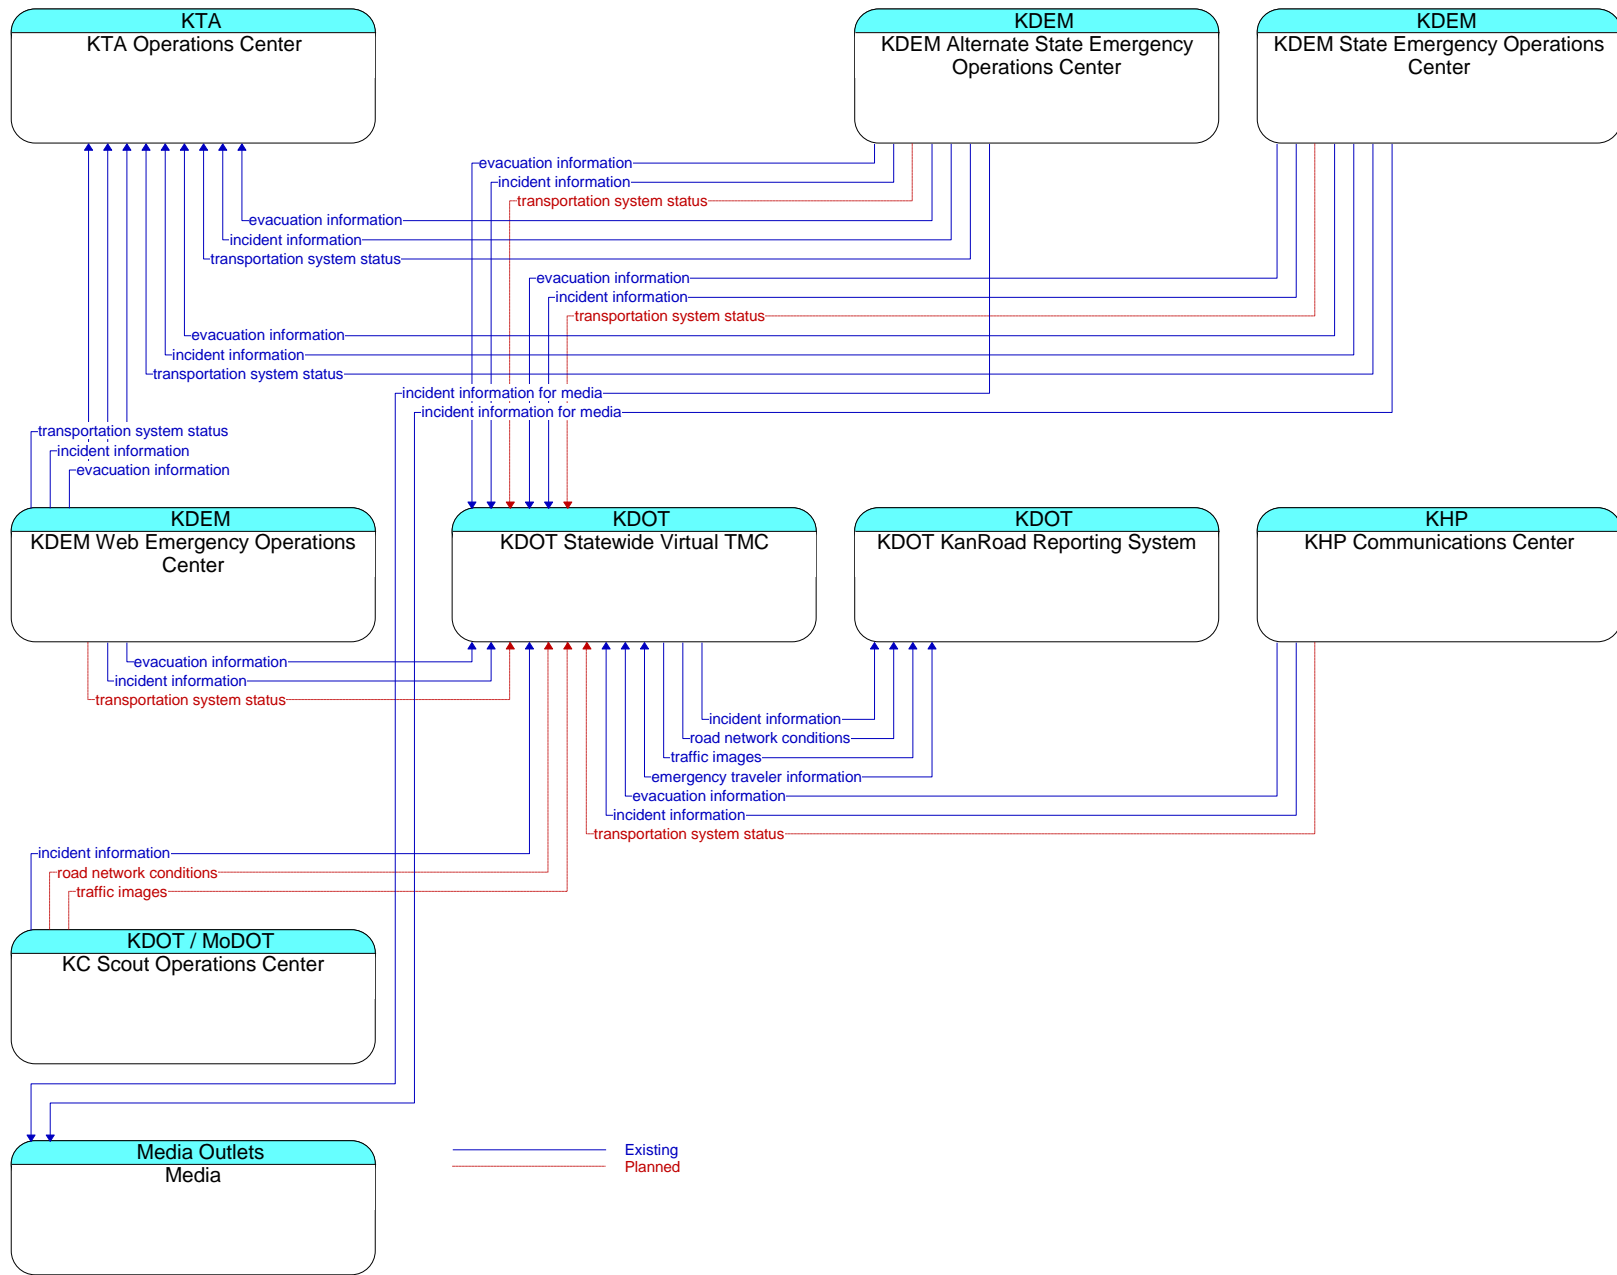 KTA
KTA Operations Center
KDEM
KDEM Alternate State Emergency
Operations Center
KDEM
KDEM State Emergency Operations
Center
evacuation information
incident information
transportation system status
evacuation information
incident information
transportation system status
evacuation information
incident information
transportation system status
evacuation information
incident information
transportation system status
incident information for media
incident information for media
transportation system status
incident information
evacuation information
KDEM
KDEM Web Emergency Operations
Center
KDOT
KDOT Statewide Virtual TMC
KDOT
KDOT KanRoad Reporting System
KHP
KHP Communications Center
evacuation information
incident information
transportation system status
incident information
road network conditions
traffic images
emergency traveler information
evacuation information
incident information
transportation system status
incident information
road network conditions
traffic images
KDOT / MoDOT
KC Scout Operations Center
Media Outlets
Media
Existing
Planned